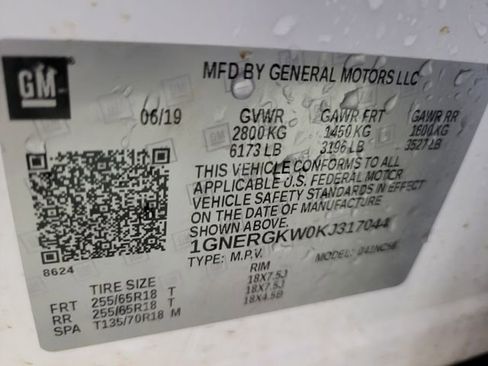 GM
MFD BY GENERAL MOTORS LLC
06/19 GVWR GAWR FRT GAWR RR
2800 KG 1450 KG 1600 KG
6173 LB 3196 LB 3527 LB
THIS VEHICLE CONFORMS TO ALL
APPLICABLE U.S. FEDERAL MOTOR
VEHICLE SAFETY STANDARDS IN EFFECT
ON THE DATE OF MANUFACTURE
SHOWN ABOVE.
1GNERGKW0KJ317044
8624 TYPE: M.P.V. MODEL:
TIRE SIZE RIM
FRT 255/65R18 T 18X7.5J
RR 255/65R18 T 18X7.5J
SPA T135/70R18 M 18X4.5B